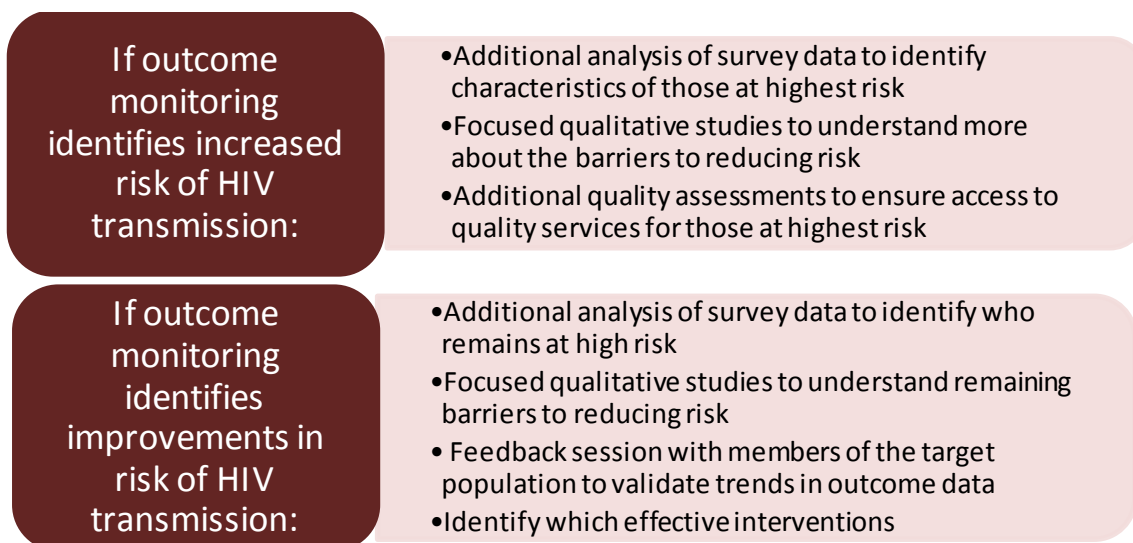 If outcome
monitoring
identifies increased
risk of HIV
transmission:
•Additional analysis of survey data to identify
characteristics of those at highest risk
•Focused qualitative studies to understand more
about the barriers to reducing risk
•Additional quality assessments to ensure access to
quality services for those at highest risk
If outcome
monitoring
identifies
improvements in
risk of HIV
transmission:
•Additional analysis of survey data to identify who
remains at high risk
•Focused qualitative studies to understand remaining
barriers to reducing risk
• Feedback session with members of the target
population to validate trends in outcome data
•Identify which effective interventions